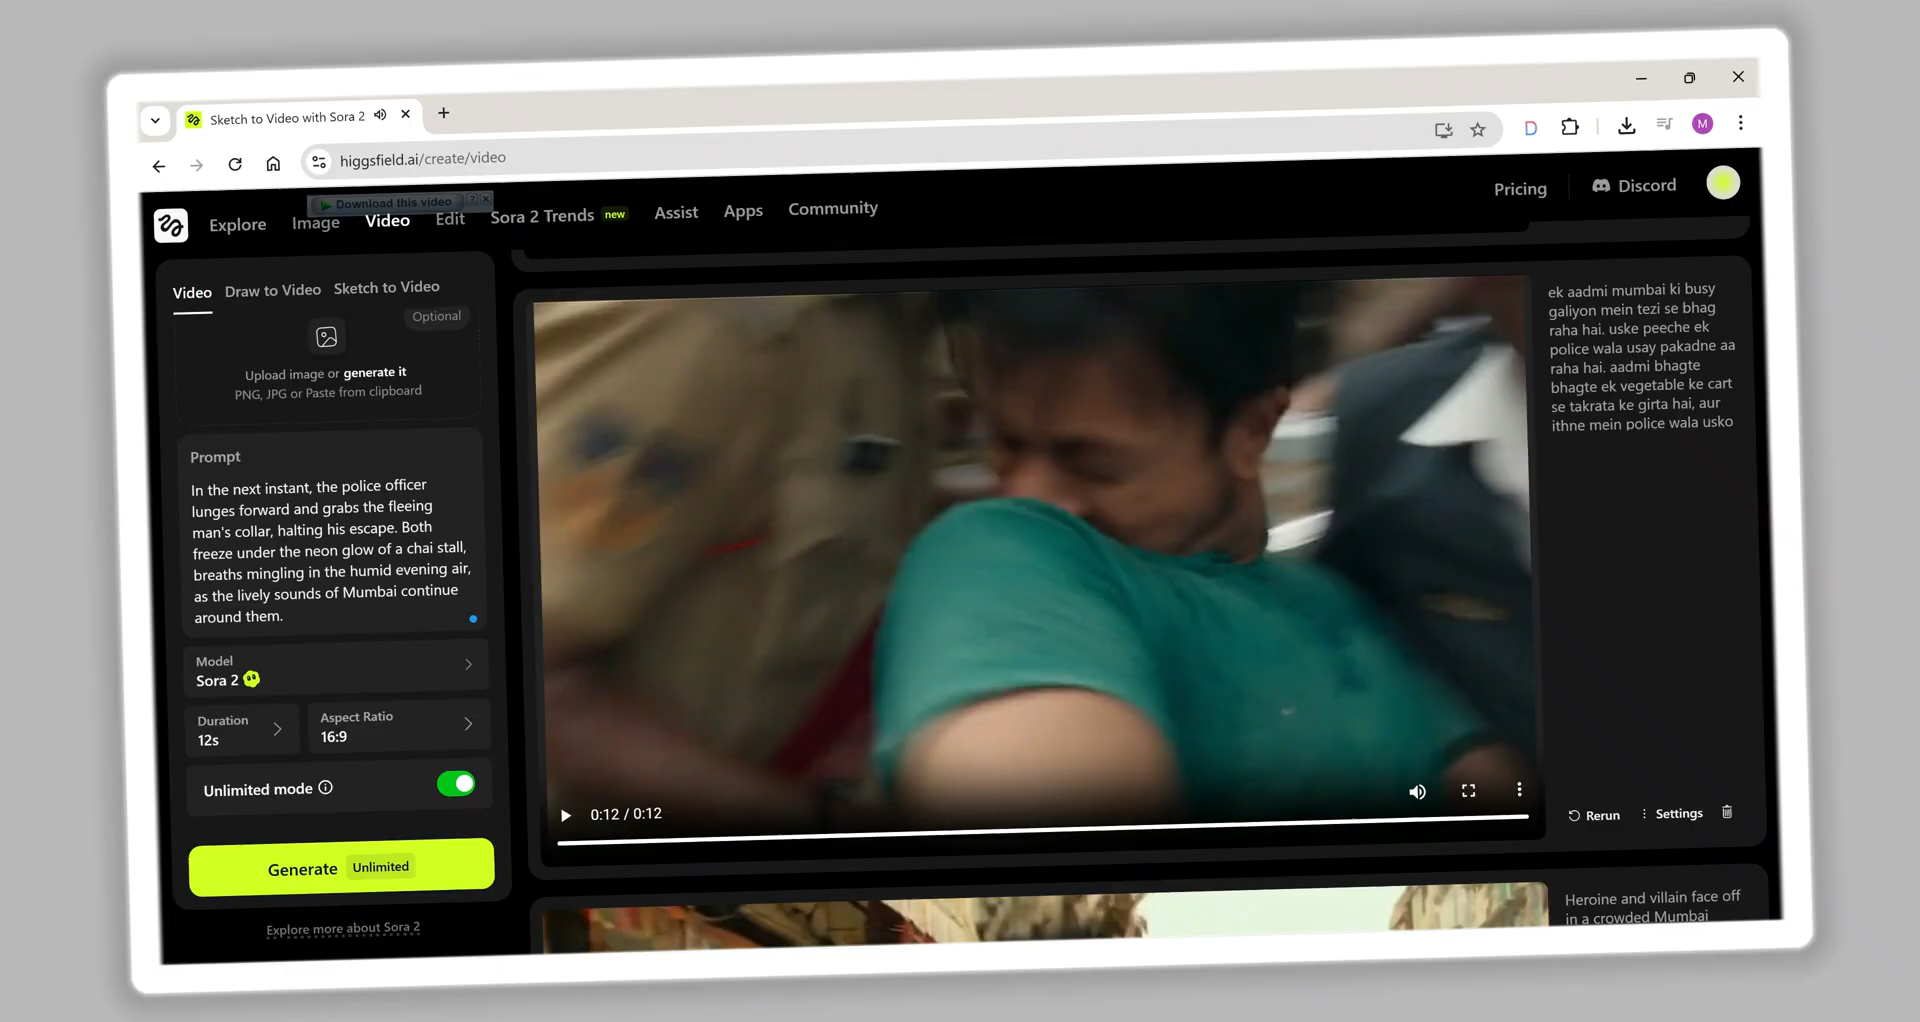 Sketch to Video with Sora 2
higgsfield.ai/create/video
D
M
Download this video
Explore
Image
Video
Edit
Sora 2 Trends new
Assist
Apps
Community
Pricing
Discord
Video
Draw to Video
Sketch to Video
Optional
Upload image or generate it
PNG, JPG or Paste from clipboard
Prompt
In the next instant, the police officer
lunges forward and grabs the fleeing
man's collar, halting his escape. Both
freeze under the neon glow of a chai stall,
breaths mingling in the humid evening air,
as the lively sounds of Mumbai continue
around them.
Model
Sora 2
Duration
12s
Aspect Ratio
16:9
Unlimited mode
Generate Unlimited
Explore more about Sora 2
0:12 / 0:12
ek aadmi mumbai ki busy
galiyon mein tezi se bhag
raha hai. uske peeche ek
police wala usay pakadne aa
raha hai. aadmi bhagte
bhagte ek vegetable ke cart
se takrata ke girta hai, aur
ithne mein police wala usko
Rerun
Settings
Heroine and villain face off
in a crowded Mumbai